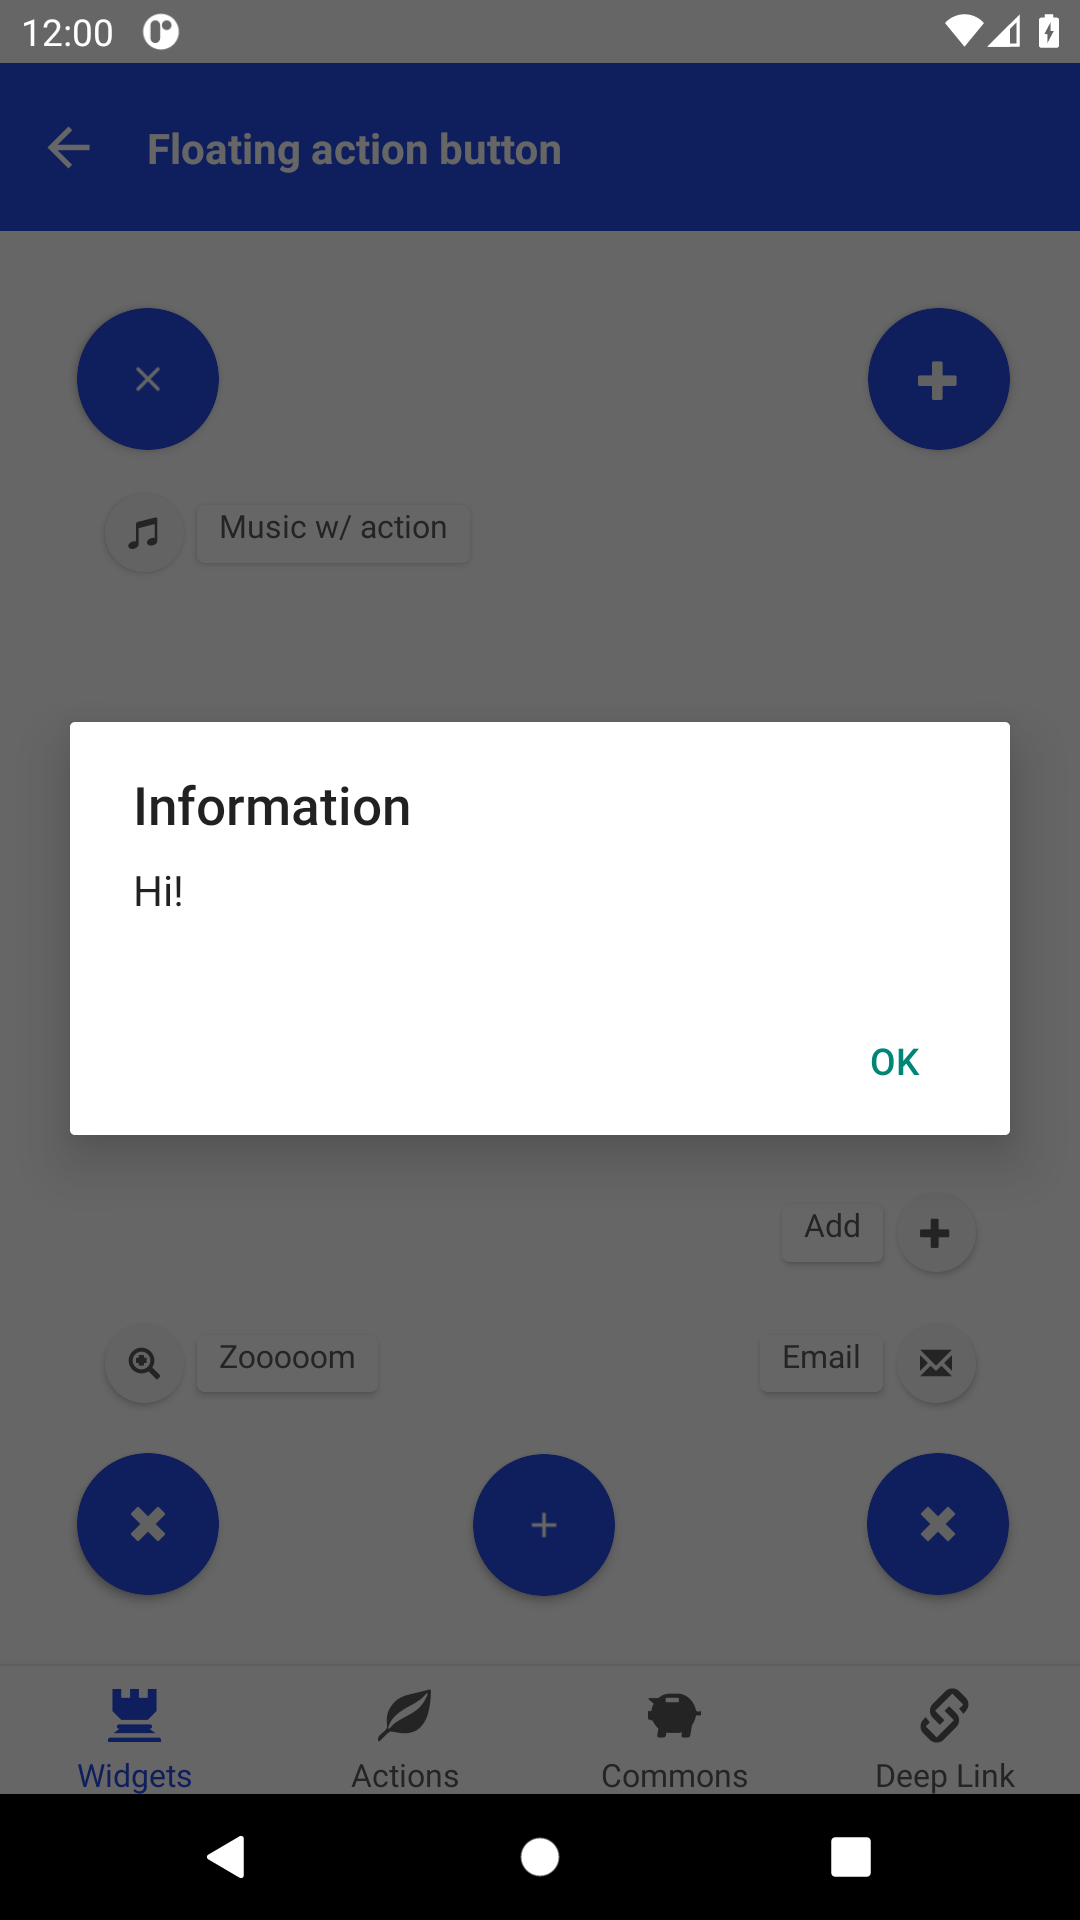 12:00
Floating action button
Music w/ action
Information
Hi!
OK
Add
Zooooom
Email
Widgets
Actions
Commons
Deep Link